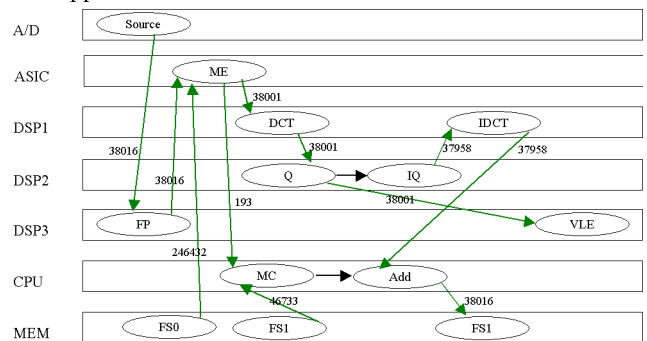 A/D
Source
ASIC
ME
38001
DSP1
DCT
IDCT
38016
38001
37958
37958
DSP2
Q
IQ
38016
193
38001
DSP3
FP
VLE
246432
CPU
MC
Add
46733
38016
MEM
FS0
FS1
FS1